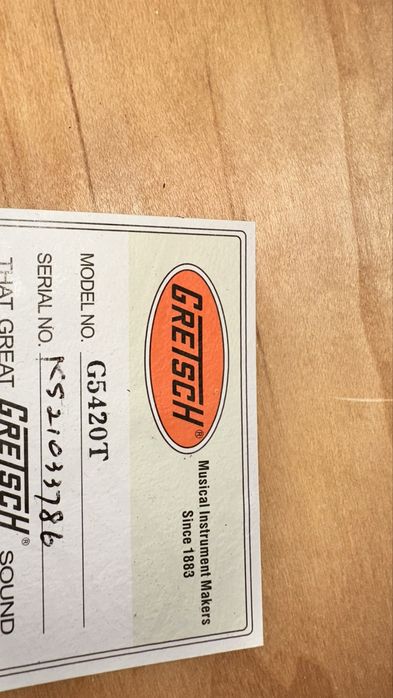 GRETSCH®
Musical Instrument Makers
Since 1883
MODEL NO. G5420T
SERIAL NO. KS21033786
THAT GREAT GRETSCH® SOUND